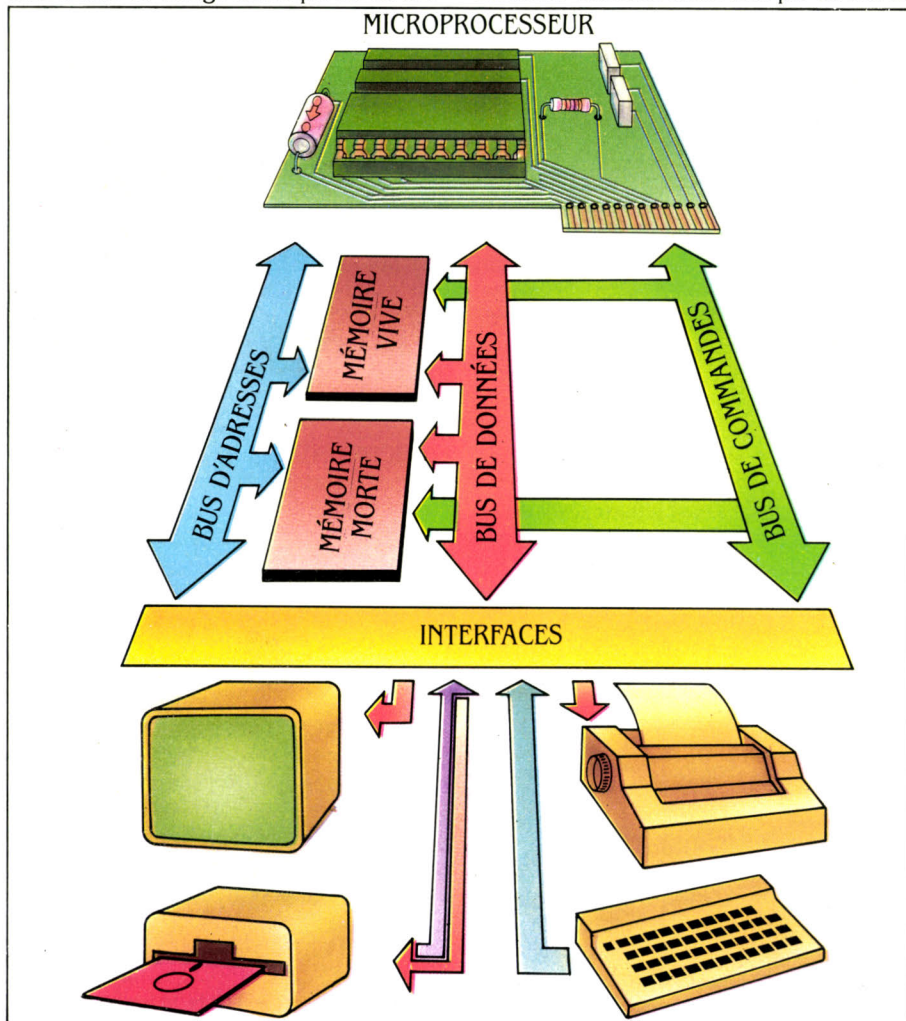 MICROPROCESSEUR
MÉMOIRE
VIVE
MÉMOIRE
MORTE
BUS D'ADRESSES
BUS DE DONNÉES
BUS DE COMMANDES
INTERFACES